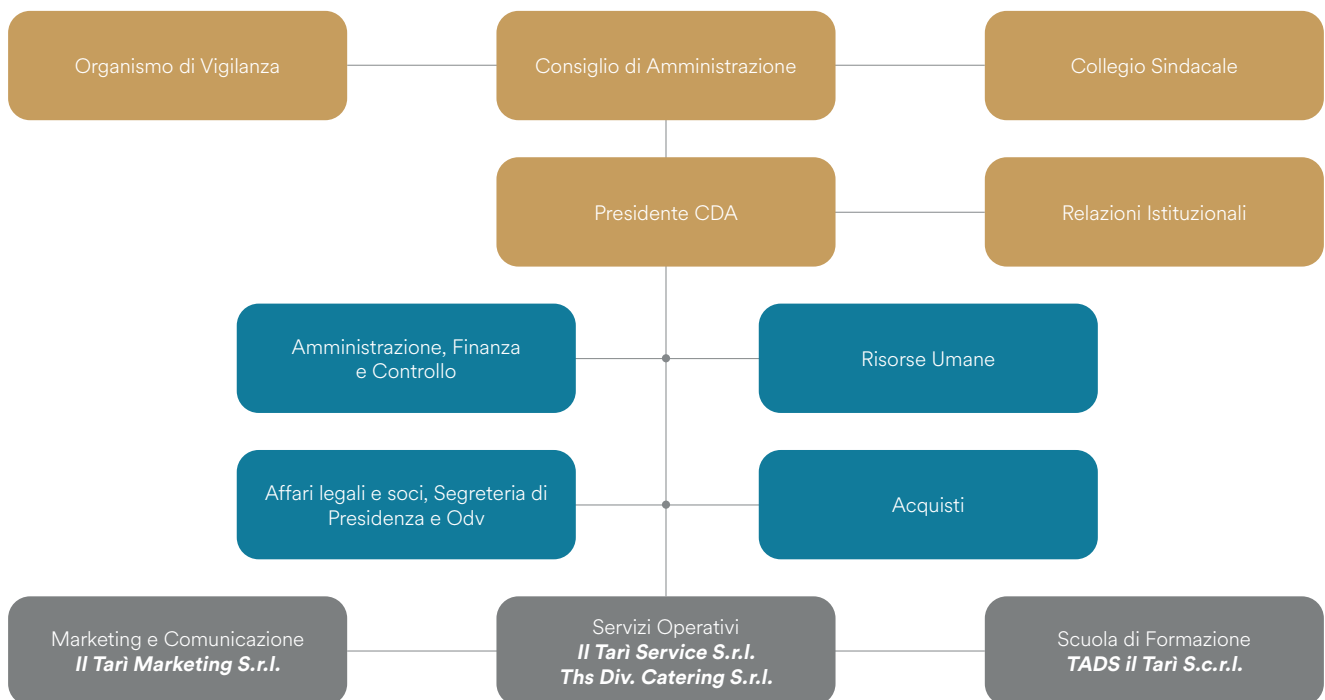 Organismo di Vigilanza
Consiglio di Amministrazione
Collegio Sindacale
Presidente CDA
Relazioni Istituzionali
Amministrazione, Finanza
e Controllo
Risorse Umane
Affari legali e soci, Segreteria di
Presidenza e Odv
Acquisti
Marketing e Comunicazione
Il Tarì Marketing S.r.l.
Servizi Operativi
Il Tarì Service S.r.l.
Ths Div. Catering S.r.l.
Scuola di Formazione
TADS il Tarì S.c.r.l.